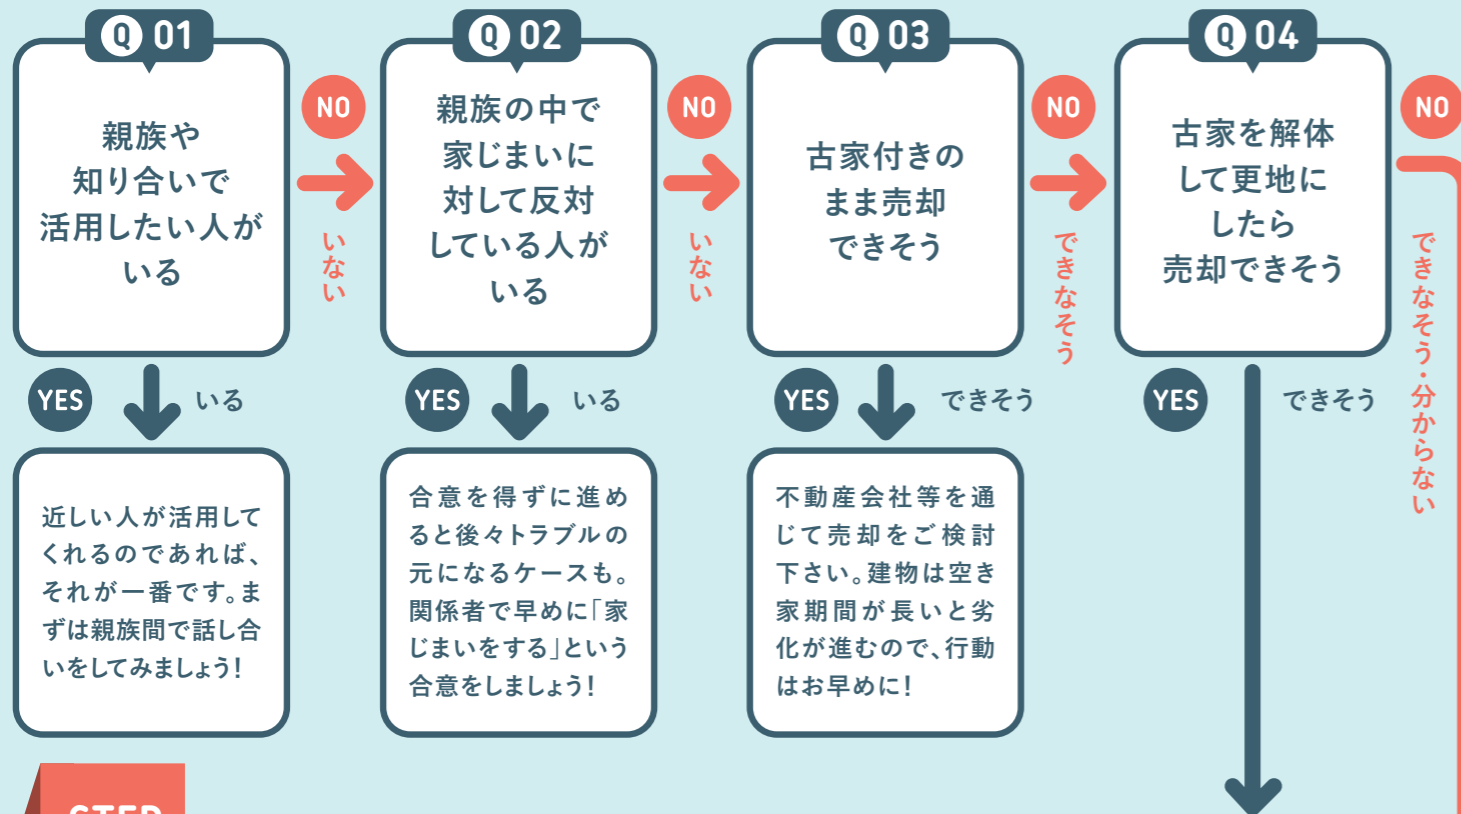 Q 01
親族や
知り合いで
活用したい人が
いる
NO
いない
YES
いる
近しい人が活用して
くれるのであれば、
それが一番です。ま
ずは親族間で話し合
いをしてみましょう!
Q 02
親族の中で
家じまいに
対して反対
している人が
いる
NO
いない
YES
いる
合意を得ずに進め
ると後々トラブルの
元になるケースも。
関係者で早めに「家
じまいをする」という
合意をしましょう!
Q 03
古家付きの
まま売却
できそう
NO
できなそう
YES
できそう
不動産会社等を通
じて売却をご検討
下さい。建物は空き
家期間が長いと劣
化が進むので、行動
はお早めに!
Q 04
古家を解体
して更地に
したら
売却できそう
NO
できなそう・分からない
YES
できそう
STEP